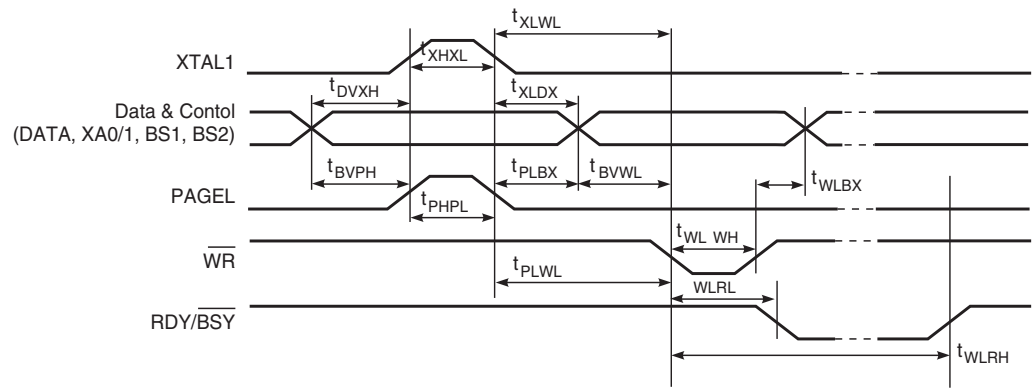 tXLWL
XTAL1
tXHXL
tDVXH
tXLDX
Data & Contol
(DATA, XA0/1, BS1, BS2)
tBVPH
tPLBX
tBVWL
tWLBX
PAGEL
tPHPL
tWL WH
WR
tPLWL
WLRL
RDY/BSY
tWLRH